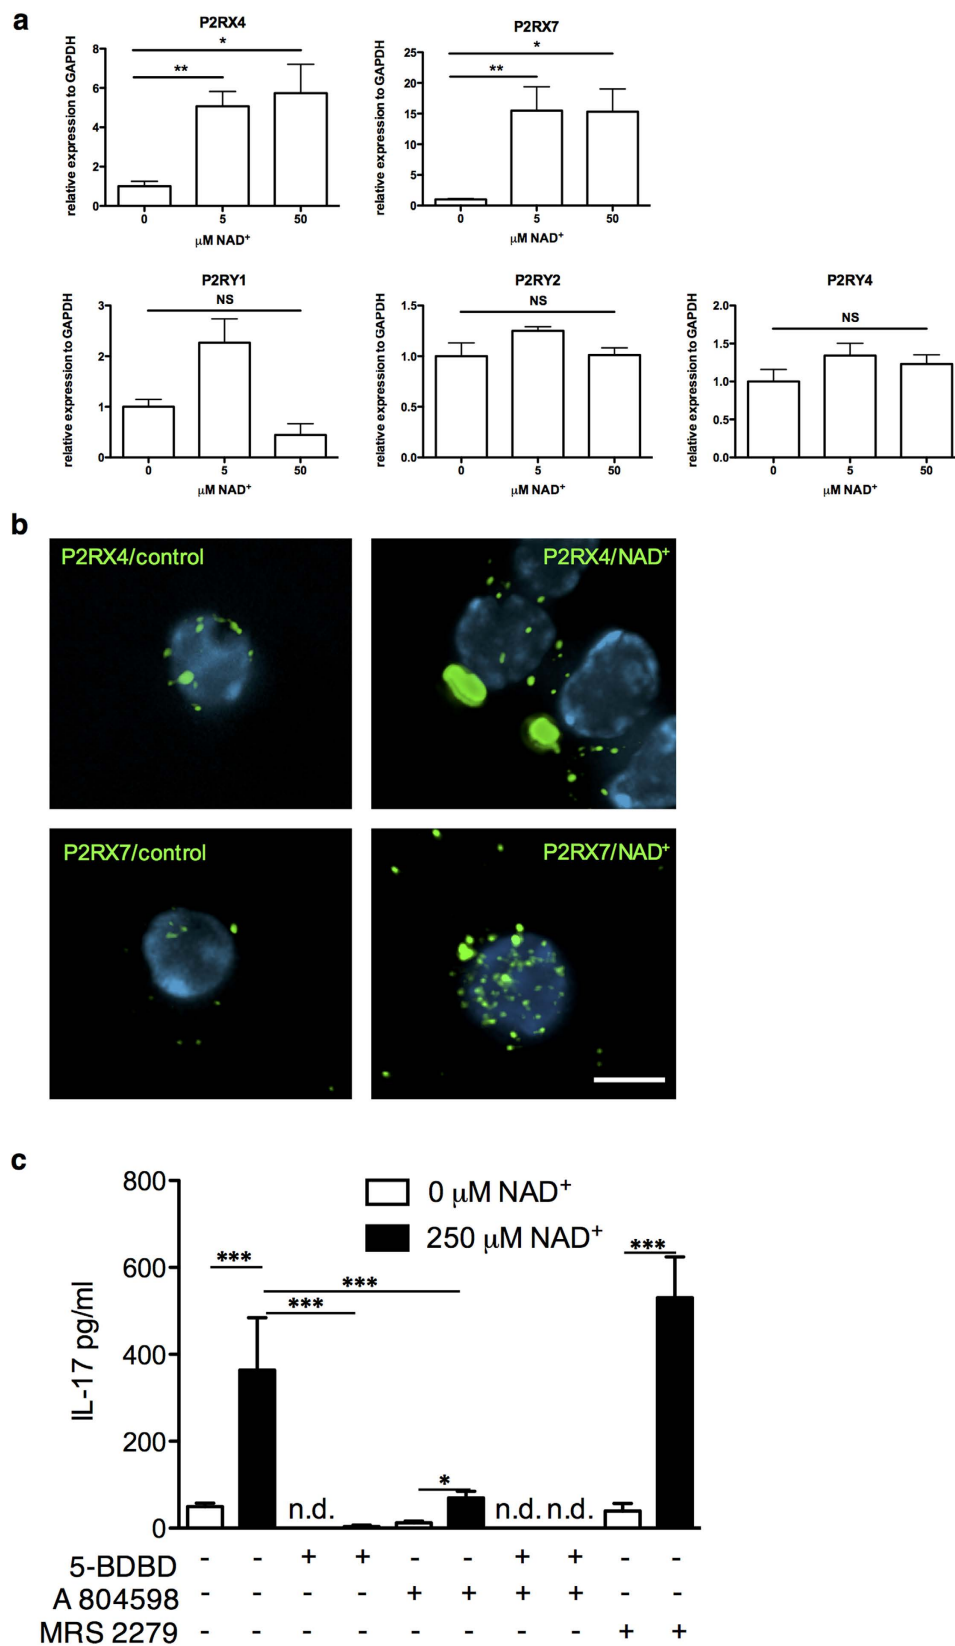 a
P2RX4
relative expression to GAPDH
8
6
4
2
0
*
**
0 5 50
µM NAD⁺
P2RX7
relative expression to GAPDH
25
20
15
10
5
0
*
**
0 5 50
µM NAD⁺
P2RY1
relative expression to GAPDH
3
2
1
0
NS
0 5 50
µM NAD⁺
P2RY2
relative expression to GAPDH
1.5
1.0
0.5
0.0
NS
0 5 50
µM NAD⁺
P2RY4
relative expression to GAPDH
2.0
1.5
1.0
0.5
0.0
NS
0 5 50
µM NAD⁺
b
P2RX4/control
P2RX4/NAD⁺
P2RX7/control
P2RX7/NAD⁺
c
IL-17 pg/ml
800
600
400
200
0
0 µM NAD⁺
250 µM NAD⁺
***
***
***
***
*
n.d.
n.d. n.d.
5-BDBD - - + + - - + + - -
A 804598 - - - - + + + + - -
MRS 2279 - - - - - - - - + +